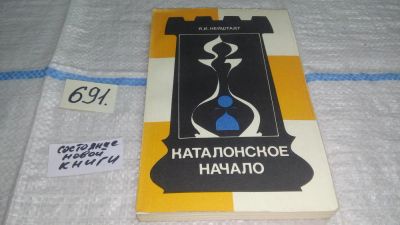 Я.И. НЕЙШТАДТ
КАТАЛОНСКОЕ
НАЧАЛО
691.
СОСТОЯНИЕ
НОВОЙ
КНИГИ